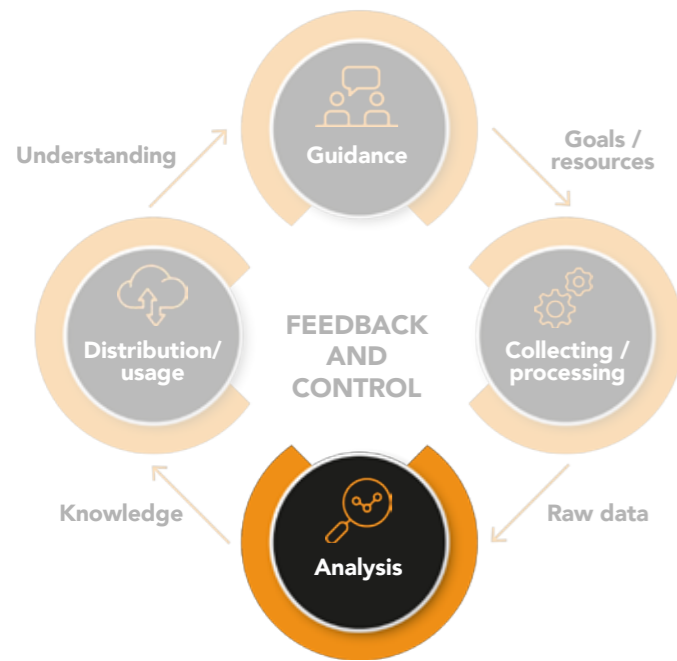 Guidance
Understanding
Goals /
resources
Distribution/
usage
FEEDBACK
AND
CONTROL
Collecting /
processing
Knowledge
Raw data
Analysis